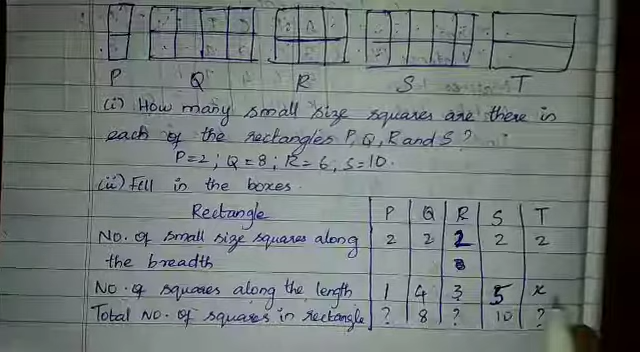 P Q R S T
(i) How many small size squares are there in
each of the rectangles P, Q, R and S?
P=2; Q=8; R=6, S=10.
(ii) Fill in the boxes.
Rectangle P Q R S T
No. of small size squares along 2 2 2 2 2
the breadth
No. of squares along the length 1 4 3 5 x
Total No. of squares in rectangle ? 8 ? 10 ?